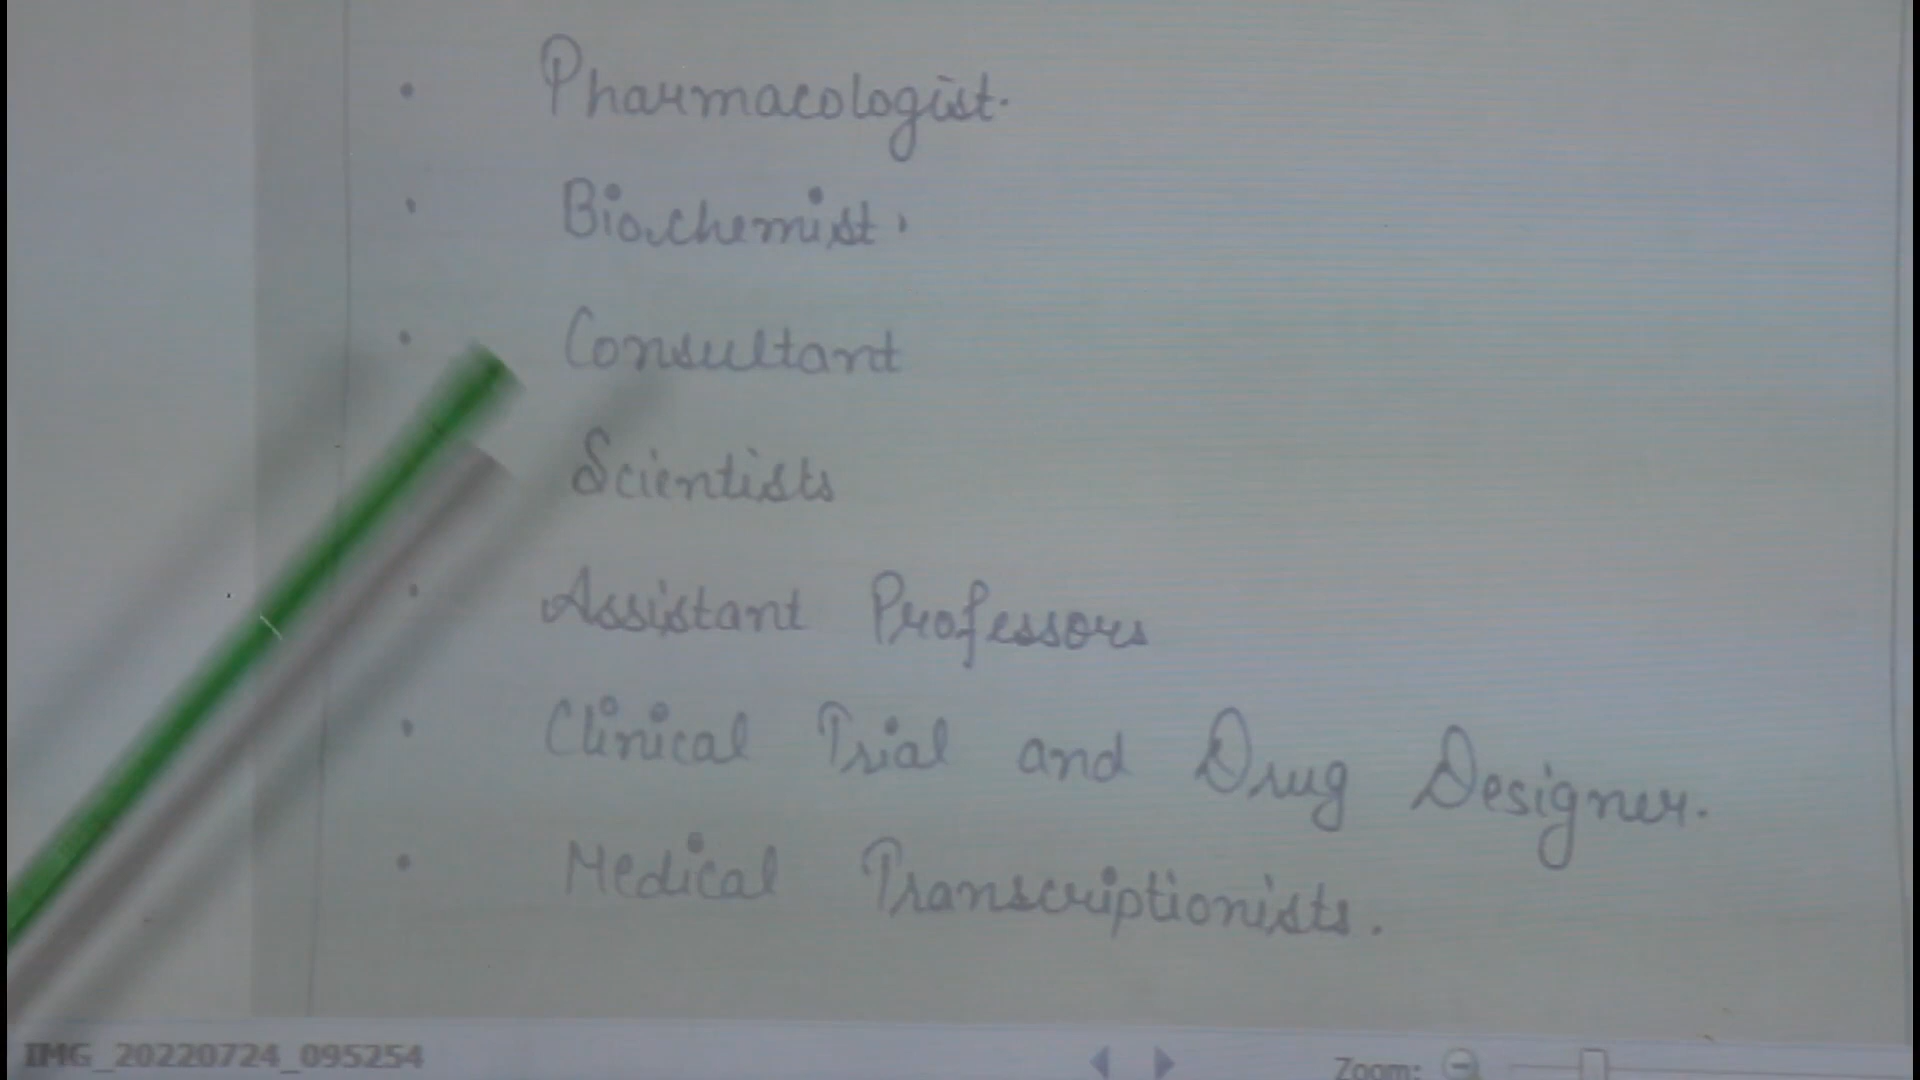 • Pharmacologist.
• Biochemist.
• Consultant
Scientists
• Assistant Professors
• Clinical Trial and Drug Designer.
• Medical Transcriptionists.
IMG_20220724_095254 Zoom: